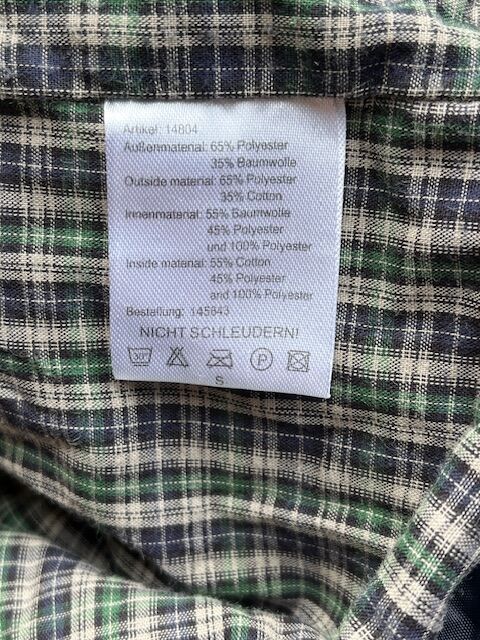 Artikel: 14804
Außenmaterial: 65% Polyester
35% Baumwolle
Outside material: 65% Polyester
35% Cotton
Innenmaterial: 55% Baumwolle
45% Polyester
und 100% Polyester
Inside material: 55% Cotton
45% Polyester
and 100% Polyester
Bestellung: 145843
NICHT SCHLEUDERN!
30° P
S